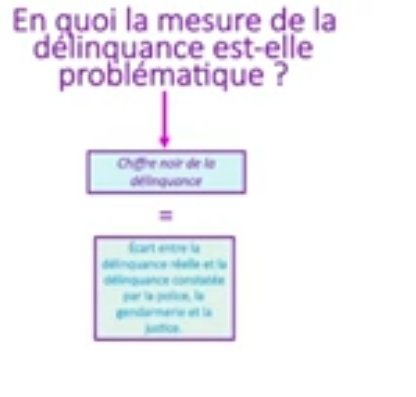 En quoi la mesure de la
délinquance est-elle
problématique ?
Chiffre noir de la
délinquance
=
Écart entre la
délinquance réelle et la
délinquance constatée
par la police, la
gendarmerie et la
justice.